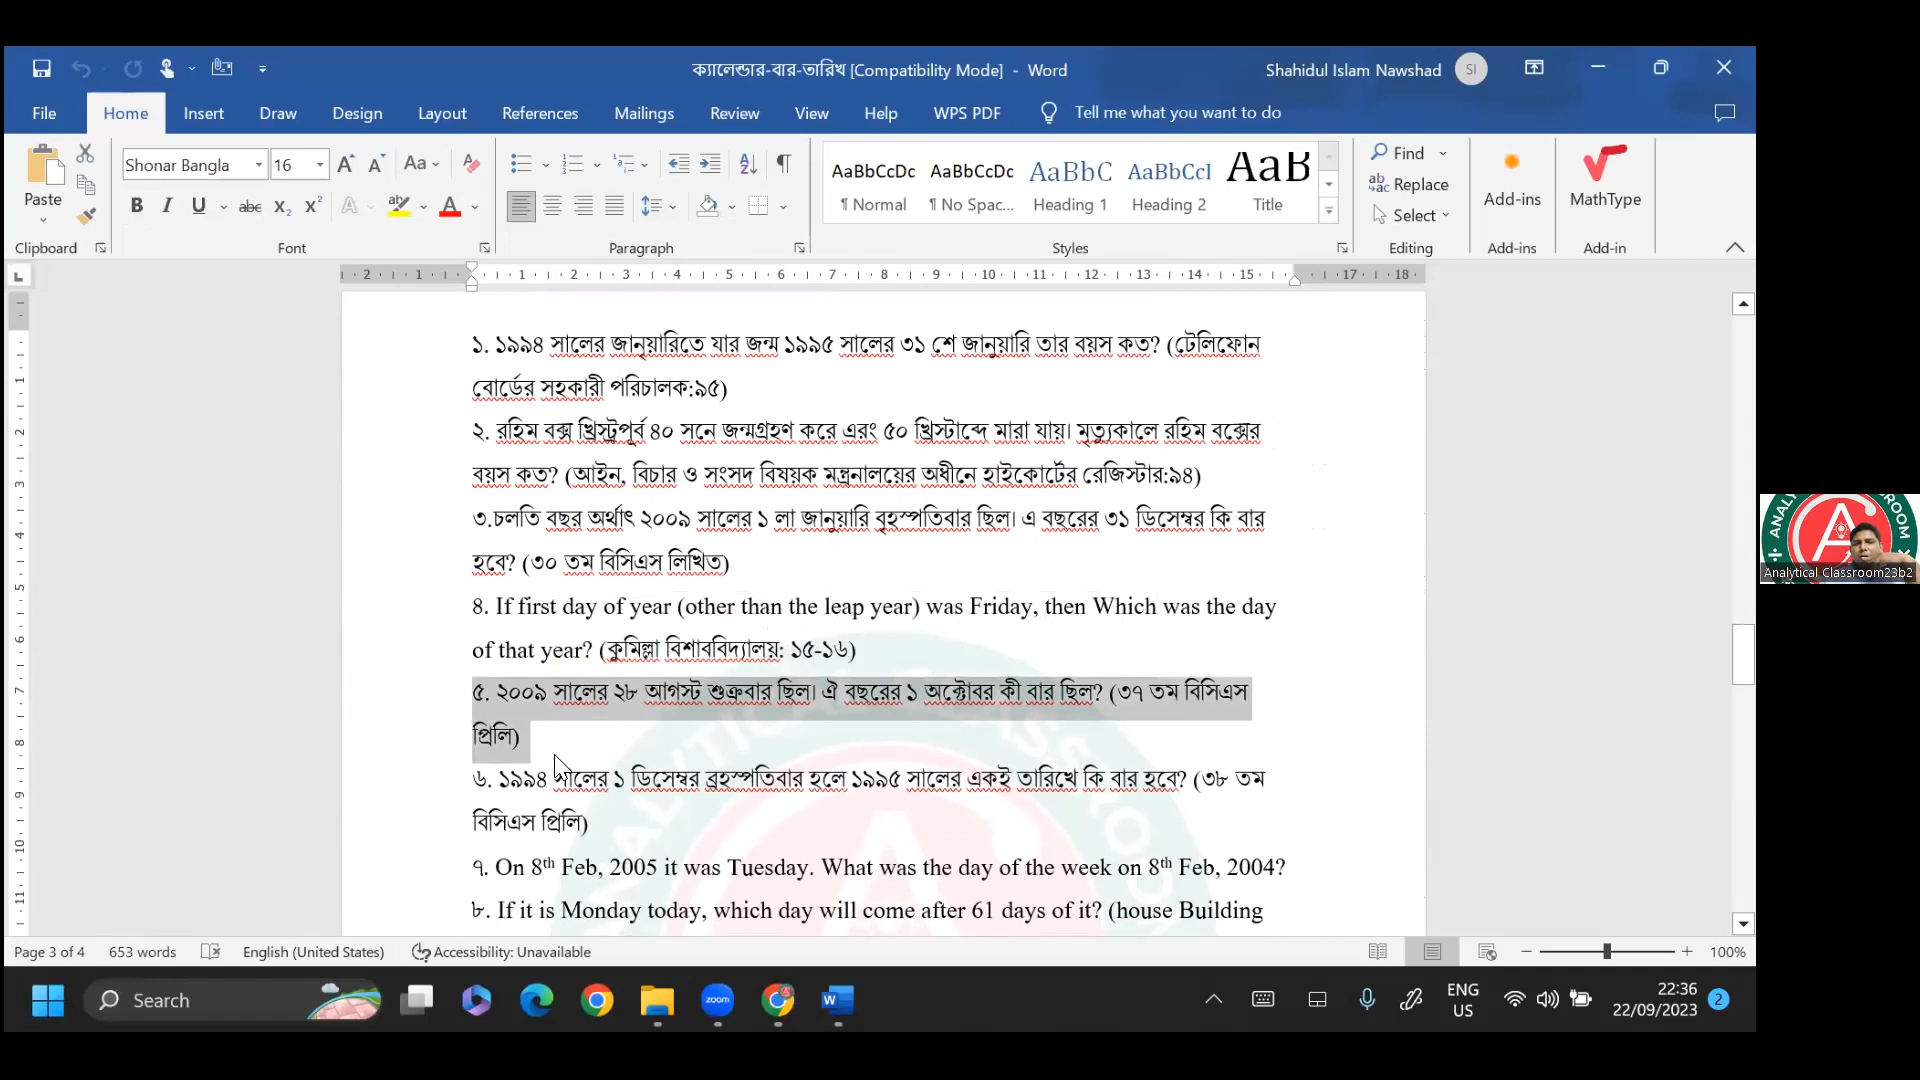 ক্যালেন্ডার-বার-তারিখ [Compatibility Mode] - Word
Shahidul Islam Nawshad
SI
File Home Insert Draw Design Layout References Mailings Review View Help WPS PDF Tell me what you want to do
Paste
Shonar Bangla 16
AaBbCcDc AaBbCcDc AaBbC AaBbCcI AaB
¶ Normal ¶ No Spac... Heading 1 Heading 2 Title
Find
Replace
Select
Add-ins
MathType
Clipboard Font Paragraph Styles Editing Add-ins Add-in
১. ১৯৯৪ সালের জানুয়ারিতে যার জন্ম ১৯৯৫ সালের ৩১ শে জানুয়ারি তার বয়স কত? (টেলিফোন
বোর্ডের সহকারী পরিচালক:৯৫)
২. রহিম বক্স খ্রিস্ট্রপূর্ব ৪০ সনে জন্মগ্রহণ করে এরং ৫০ খ্রিস্টাব্দে মারা যায়। মৃত্যুকালে রহিম বক্সের
বয়স কত? (আইন, বিচার ও সংসদ বিষয়ক মন্ত্রনালয়ের অধীনে হাইকোর্টের রেজিস্টার:৯৪)
৩.চলতি বছর অর্থাৎ ২০০৯ সালের ১ লা জানুয়ারি বৃহস্পতিবার ছিল। এ বছরের ৩১ ডিসেম্বর কি বার
হবে? (৩০ তম বিসিএস লিখিত)
8. If first day of year (other than the leap year) was Friday, then Which was the day
of that year? (কুমিল্লা বিশাববিদ্যালয়: ১৫-১৬)
৫. ২০০৯ সালের ২৮ আগস্ট শুক্রবার ছিল। ঐ বছরের ১ অক্টোবর কী বার ছিল? (৩৭ তম বিসিএস
প্রিলি)
৬. ১৯৯৪ সালের ১ ডিসেম্বর ব্রহস্পতিবার হলে ১৯৯৫ সালের একই তারিখে কি বার হবে? (৩৮ তম
বিসিএস প্রিলি)
৭. On 8th Feb, 2005 it was Tuesday. What was the day of the week on 8th Feb, 2004?
৮. If it is Monday today, which day will come after 61 days of it? (house Building
ANALYTICAL CLASSROOM
Analytical Classroom23b2
Page 3 of 4 653 words English (United States) Accessibility: Unavailable 100%
Search
zoom
ENG
US
22:36
22/09/2023
2